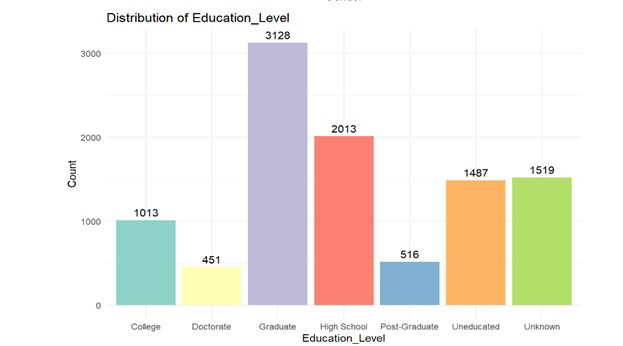 Distribution of Education_Level
3128
3000
2013
2000
1487
1519
1013
1000
451
516
0
Count
College
Doctorate
Graduate
High School
Post-Graduate
Uneducated
Unknown
Education_Level